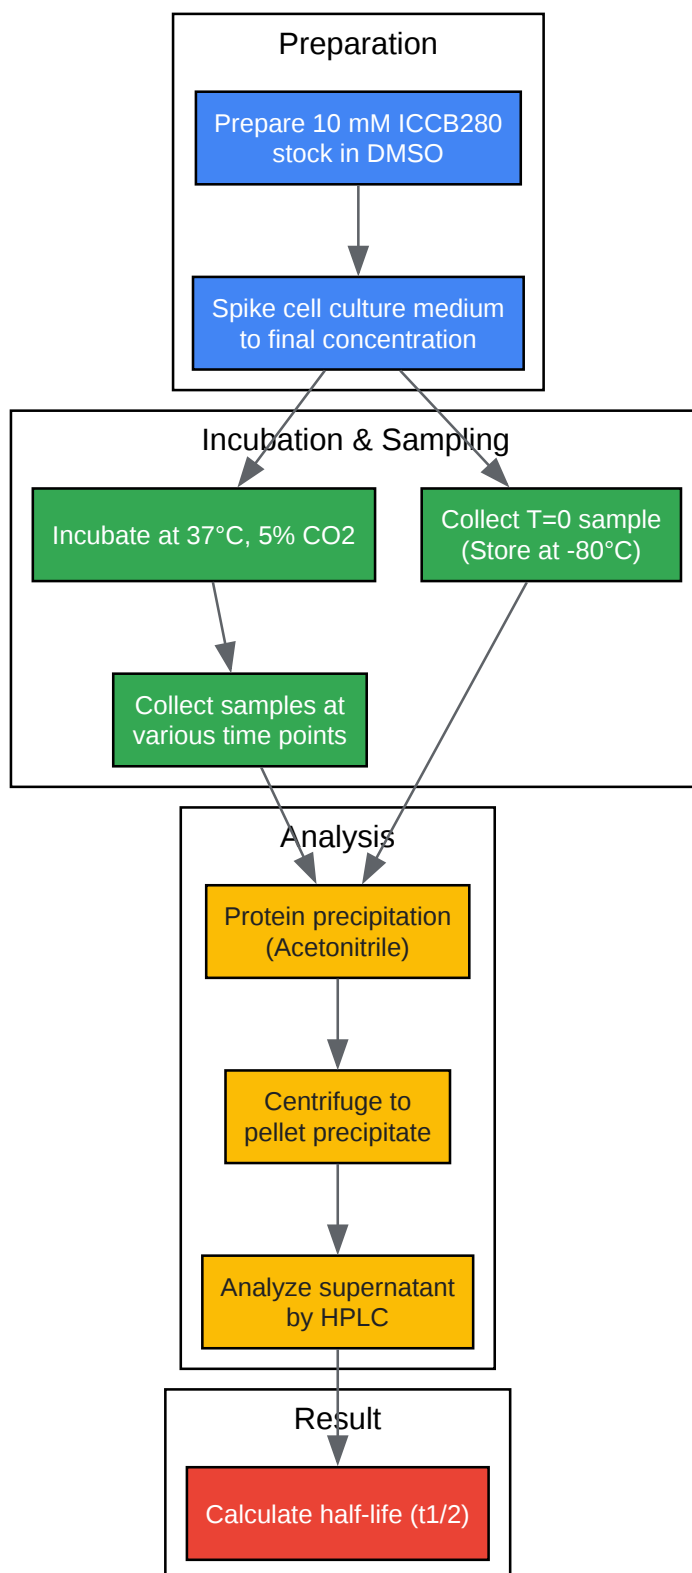 Preparation
Prepare 10 mM ICCB280
stock in DMSO
Spike cell culture medium
to final concentration
Incubation & Sampling
Incubate at 37°C, 5% CO2
Collect T=0 sample
(Store at -80°C)
Collect samples at
various time points
Analysis
Protein precipitation
(Acetonitrile)
Centrifuge to
pellet precipitate
Analyze supernatant
by HPLC
Result
Calculate half-life (t1/2)